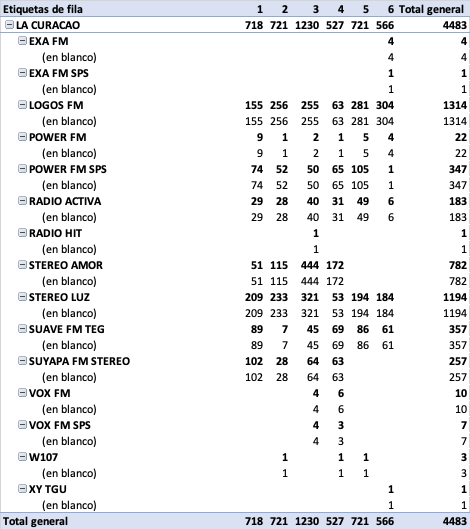 Etiquetas de fila 1 2 3 4 5 6 Total general
LA CURACAO 718 721 1230 527 721 566 4483
EXA FM 4 4
(en blanco) 4 4
EXA FM SPS 1 1
(en blanco) 1 1
LOGOS FM 155 256 255 63 281 304 1314
(en blanco) 155 256 255 63 281 304 1314
POWER FM 9 1 2 1 5 4 22
(en blanco) 9 1 2 1 5 4 22
POWER FM SPS 74 52 50 65 105 1 347
(en blanco) 74 52 50 65 105 1 347
RADIO ACTIVA 29 28 40 31 49 6 183
(en blanco) 29 28 40 31 49 6 183
RADIO HIT 1 1
(en blanco) 1 1
STEREO AMOR 51 115 444 172 782
(en blanco) 51 115 444 172 782
STEREO LUZ 209 233 321 53 194 184 1194
(en blanco) 209 233 321 53 194 184 1194
SUAVE FM TEG 89 7 45 69 86 61 357
(en blanco) 89 7 45 69 86 61 357
SUYAPA FM STEREO 102 28 64 63 257
(en blanco) 102 28 64 63 257
VOX FM 4 6 10
(en blanco) 4 6 10
VOX FM SPS 4 3 7
(en blanco) 4 3 7
W107 1 1 1 3
(en blanco) 1 1 1 3
XY TGU 1 1
(en blanco) 1 1
Total general 718 721 1230 527 721 566 4483